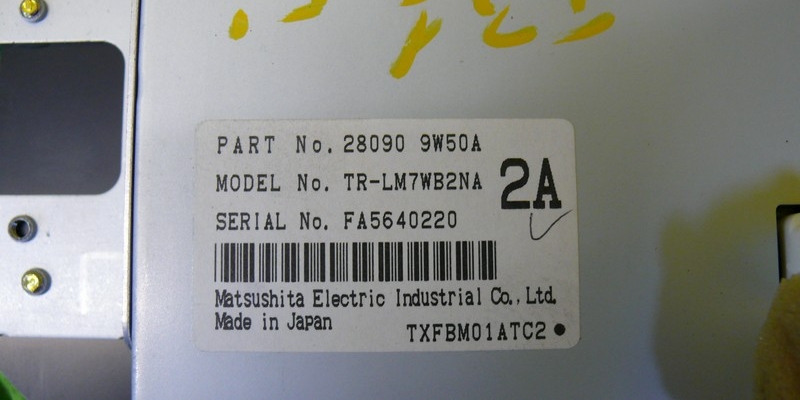 PART No. 28090 9W50A
MODEL No. TR-LM7WB2NA
2A
SERIAL No. FA5640220
Matsushita Electric Industrial Co., Ltd.
Made in Japan
TXFBM01ATC2